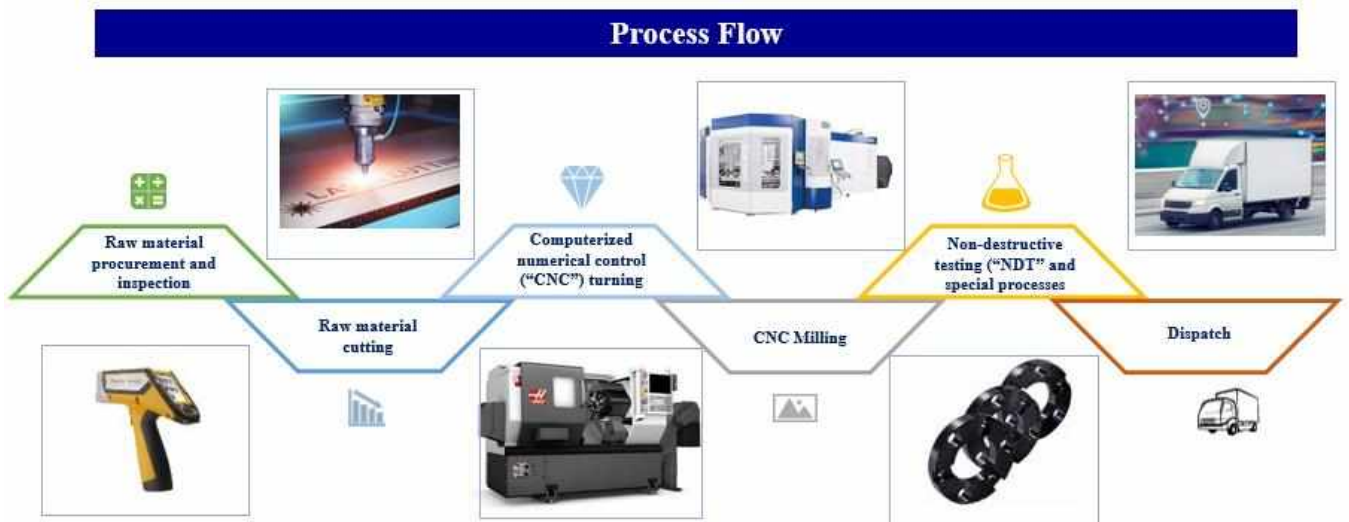 Process Flow
Raw material
procurement and
inspection
Raw material
cutting
Computerized
numerical control
(“CNC”) turning
CNC Milling
Non-destructive
testing (“NDT” and
special processes
Dispatch